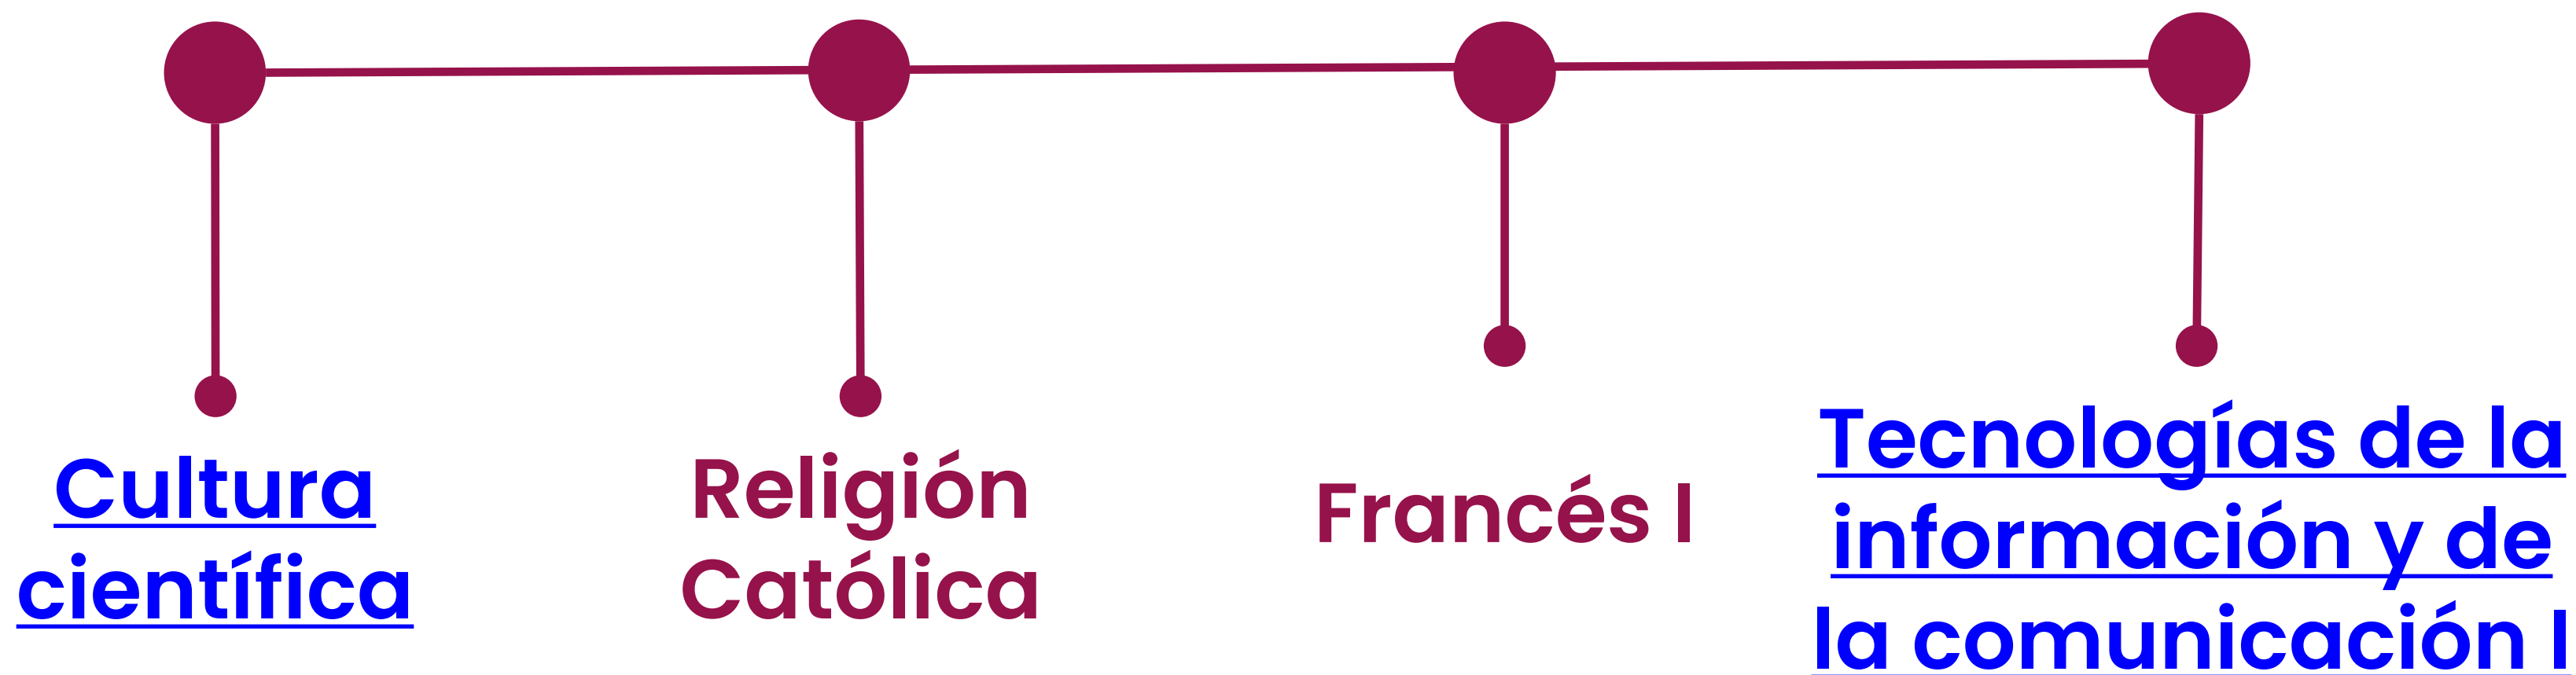 Cultura
científica
Religión
Católica
Francés I
Tecnologías de la
información y de
la comunicación I